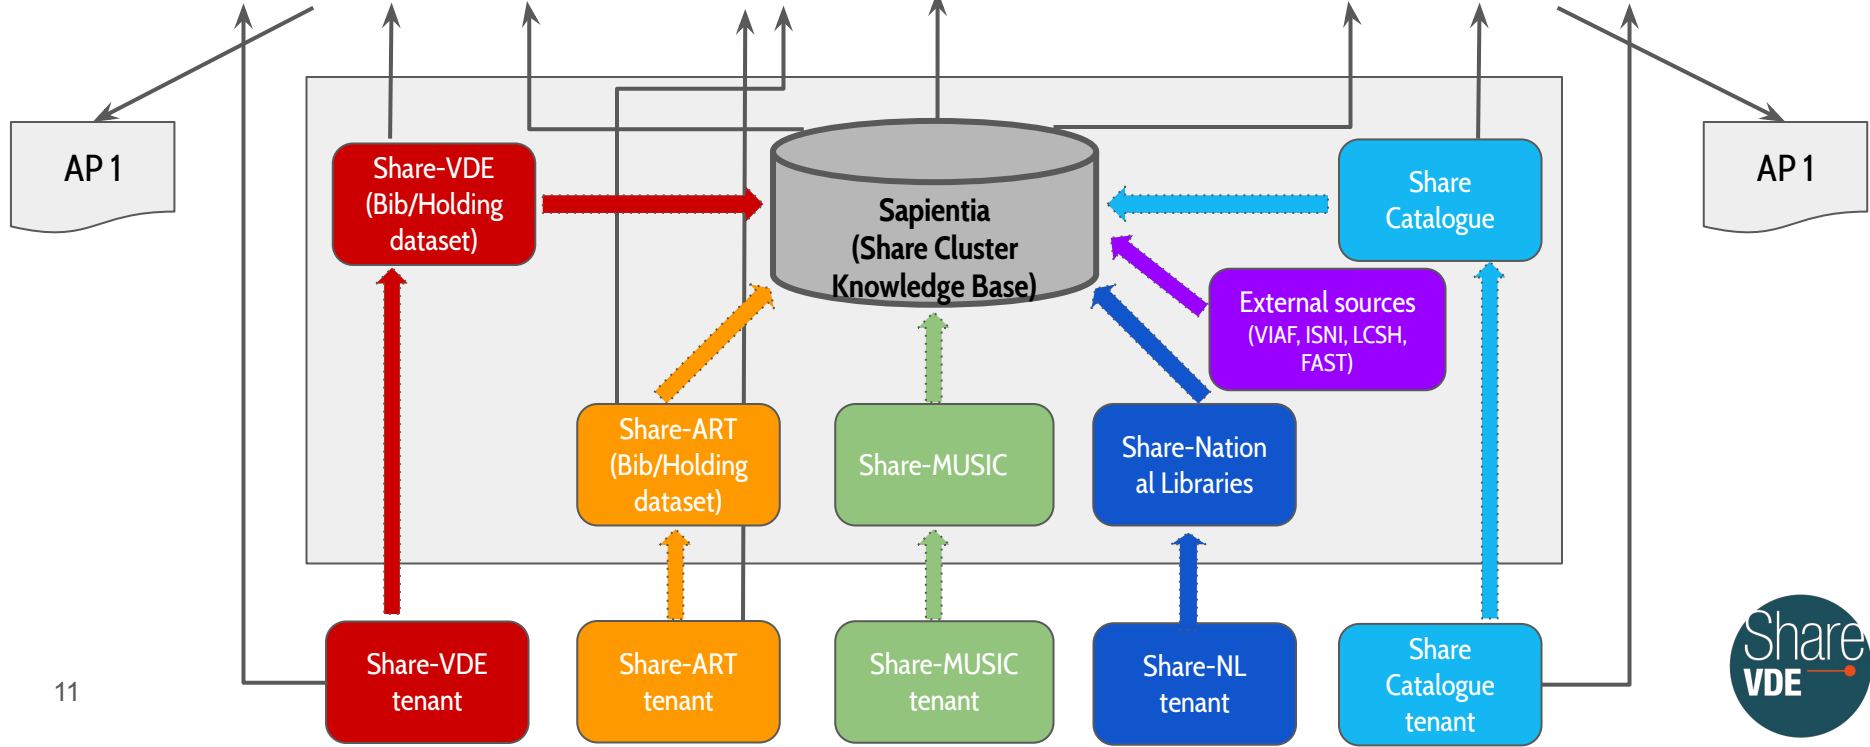 AP 1
Share-VDE
(Bib/Holding
dataset)
Sapientia
(Share Cluster
Knowledge Base)
Share
Catalogue
AP 1
External sources
(VIAF, ISNI, LCSH,
FAST)
Share-ART
(Bib/Holding
dataset)
Share-MUSIC
Share-Nation
al Libraries
Share-VDE
tenant
Share-ART
tenant
Share-MUSIC
tenant
Share-NL
tenant
Share
Catalogue
tenant
11
Share
VDE